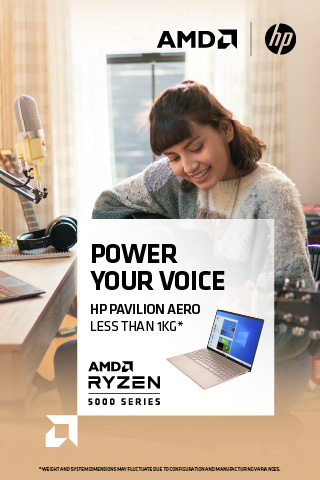 AMD hp
POWER
YOUR VOICE
HP PAVILION AERO
LESS THAN 1KG*
AMD
RYZEN
5000 SERIES
*WEIGHT AND SYSTEM DIMENSIONS MAY FLUCTUATE DUE TO CONFIGURATION AND MANUFACTURING VARIANCES.